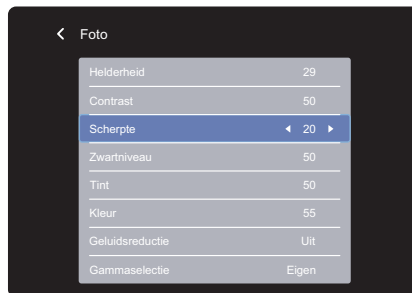 Foto
Helderheid 29
Contrast 50
Scherpte 20
Zwartniveau 50
Tint 50
Kleur 55
Geluidsreductie Uit
Gammaselectie Eigen